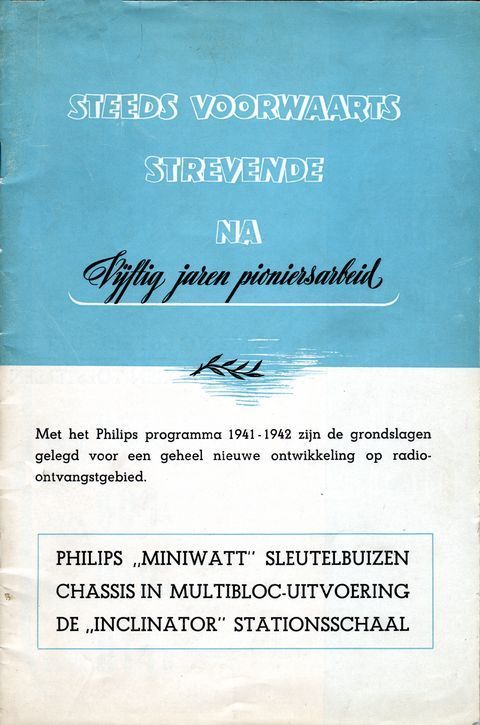 STEEDS VOORWAARTS
STREVENDE
NA
Vijftig jaren pioniersarbeid
Met het Philips programma 1941-1942 zijn de grondslagen
gelegd voor een geheel nieuwe ontwikkeling op radio-
ontvangstgebied.
PHILIPS „MINIWATT" SLEUTELBUIZEN
CHASSIS IN MULTIBLOC-UITVOERING
DE „INCLINATOR" STATIONSSCHAAL